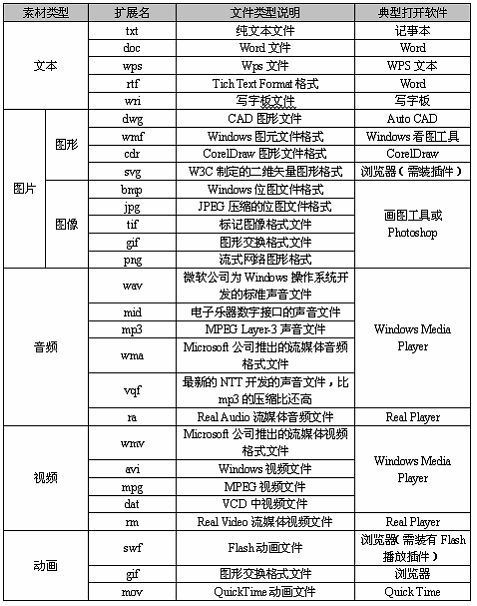 素材类型 扩展名 文件类型说明 典型打开软件
文本 txt 纯文本文件 记事本
doc Word 文件 Word
wps Wps 文件 WPS 文本
rtf Tich Text Format 格式 Word
wri 写字板文件 写字板
图片 图形 dwg CAD 图形文件 Auto CAD
wmf Windows 图元文件格式 Windows 看图工具
cdr CorelDraw 图形文件格式 CorelDraw
svg W3C 制定的二维矢量图形格式 浏览器（需装插件）
图像 bmp Windows 位图文件格式 画图工具或
Photoshop
jpg JPEG 压缩的位图文件格式
tif 标记图像格式文件
gif 图形交换格式文件
png 流式网络图形格式
音频 wav 微软公司为 Windows 操作系统开
发的标准声音文件 Windows Media
Player
mid 电子乐器数字接口的声音文件
mp3 MPEG Layer-3 声音文件
wma Microsoft 公司推出的流媒体音频
格式文件
vqf 最新的 NTT 开发的声音文件，比
mp3 的压缩比还高
ra Real Audio 流媒体音频文件 Real Player
视频 wmv Microsoft 公司推出的流媒体视频
格式文件 Windows Media
Player
avi Windows 视频文件
mpg MPEG 视频文件
dat VCD 中视频文件
rm Real Video 流媒体视频文件 Real Player
动画 swf Flash 动画文件 浏览器（需装有 Flash
播放插件）
gif 图形交换格式文件 浏览器
mov QuickTime 动画文件 Quick Time